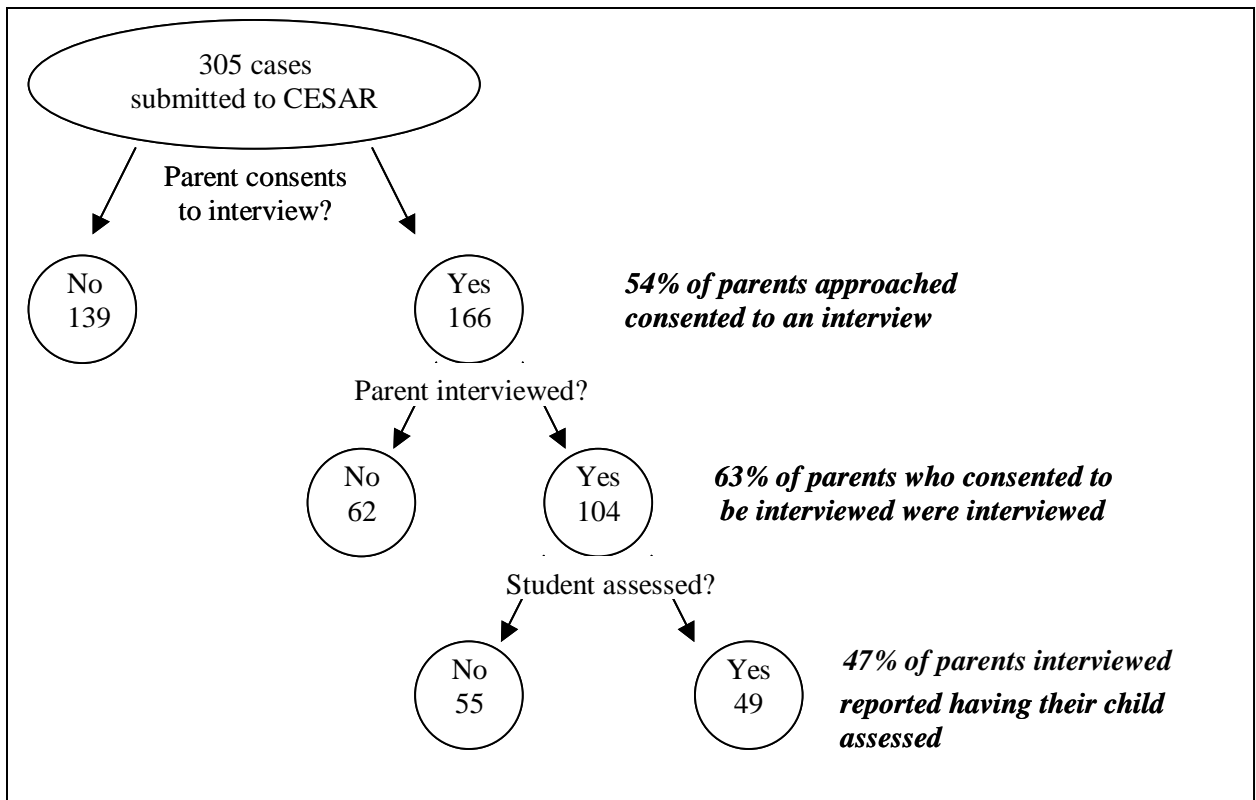 305 cases
submitted to CESAR
Parent consents
to interview?
No
139
Yes
166
54% of parents approached
consented to an interview
Parent interviewed?
No
62
Yes
104
63% of parents who consented to
be interviewed were interviewed
Student assessed?
No
55
Yes
49
47% of parents interviewed
reported having their child
assessed